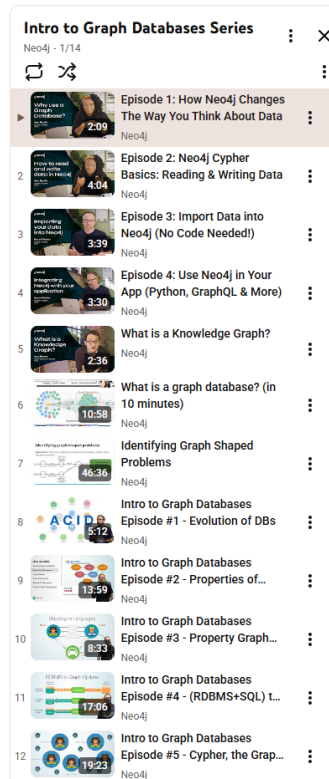 Intro to Graph Databases Series
Neo4j - 1/14
Why use a
Graph
Database?
2:09
Episode 1: How Neo4j Changes
The Way You Think About Data
Neo4j
2
How to read
and write
data in Neo4j
4:04
Episode 2: Neo4j Cypher
Basics: Reading & Writing Data
Neo4j
3
Importing
your data
into Neo4j
3:39
Episode 3: Import Data into
Neo4j (No Code Needed!)
Neo4j
4
Integrating
Neo4j with your
application
3:30
Episode 4: Use Neo4j in Your
App (Python, GraphQL & More)
Neo4j
5
What is a
Knowledge
Graph?
2:36
What is a Knowledge Graph?
Neo4j
6
10:58
What is a graph database? (in
10 minutes)
Neo4j
7
Identifying graph shaped problems
46:36
Identifying Graph Shaped
Problems
Neo4j
8
ACID
5:12
Intro to Graph Databases
Episode #1 - Evolution of DBs
Neo4j
9
13:59
Intro to Graph Databases
Episode #2 - Properties of...
Neo4j
10
Mapping to Languages
8:33
Intro to Graph Databases
Episode #3 - Property Graph...
Neo4j
11
RDBMS to Graph Options
17:06
Intro to Graph Databases
Episode #4 - (RDBMS+SQL) t...
Neo4j
12
19:23
Intro to Graph Databases
Episode #5 - Cypher, the Grap...
Neo4j